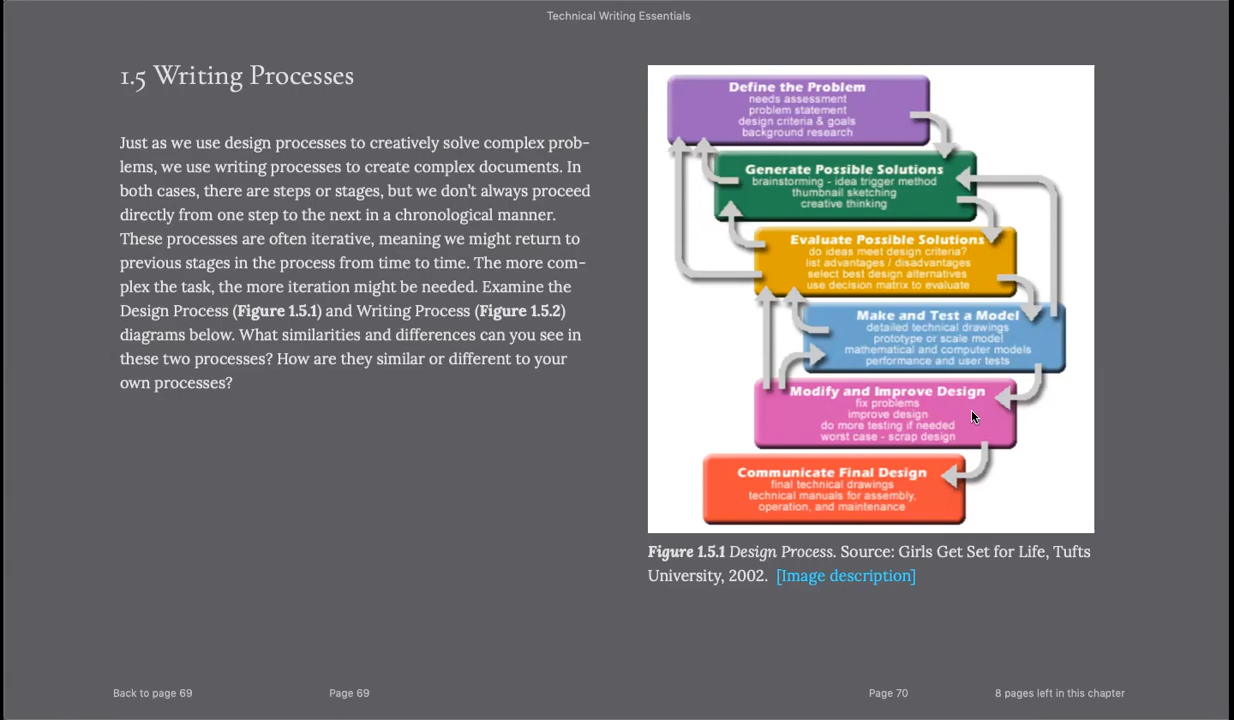 Technical Writing Essentials
1.5 Writing Processes
Just as we use design processes to creatively solve complex prob-
lems, we use writing processes to create complex documents. In
both cases, there are steps or stages, but we don’t always proceed
directly from one step to the next in a chronological manner.
These processes are often iterative, meaning we might return to
previous stages in the process from time to time. The more com-
plex the task, the more iteration might be needed. Examine the
Design Process (Figure 1.5.1) and Writing Process (Figure 1.5.2)
diagrams below. What similarities and differences can you see in
these two processes? How are they similar or different to your
own processes?
Define the Problem
needs assessment
problem statement
design criteria & goals
background research
Generate Possible Solutions
brainstorming - idea trigger method
thumbnail sketching
creative thinking
Evaluate Possible Solutions
do ideas meet design criteria?
list advantages / disadvantages
select best design alternatives
use decision matrix to evaluate
Make and Test a Model
detailed technical drawings
prototype or scale model
mathematical and computer models
performance and user tests
Modify and Improve Design
fix problems
improve design
do more testing if needed
worst case - scrap design
Communicate Final Design
final technical drawings
technical manuals for assembly,
operation, and maintenance
Figure 1.5.1 Design Process. Source: Girls Get Set for Life, Tufts
University, 2002. [Image description]
Back to page 69
Page 69
Page 70
8 pages left in this chapter